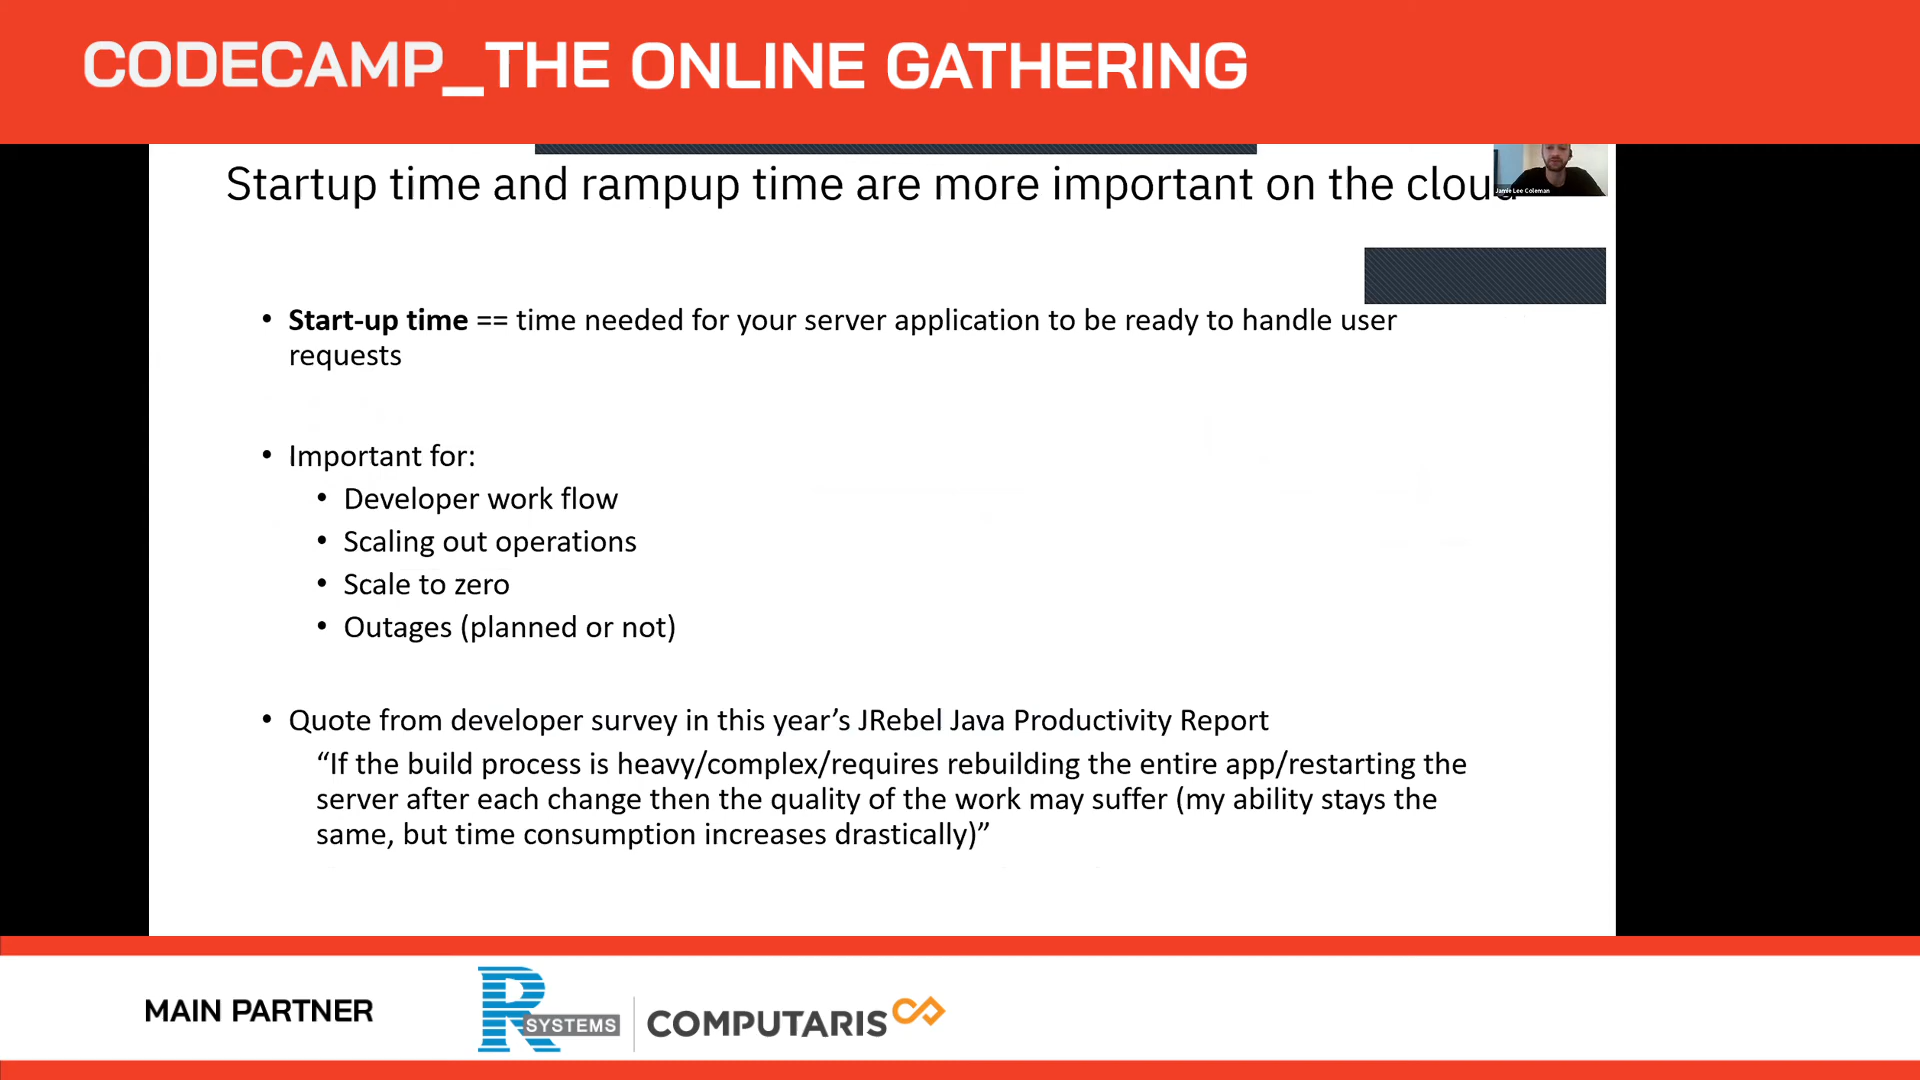 CODECAMP_THE ONLINE GATHERING
Startup time and rampup time are more important on the cloud
Jamie Lee Coleman
• Start-up time == time needed for your server application to be ready to handle user
requests
• Important for:
• Developer work flow
• Scaling out operations
• Scale to zero
• Outages (planned or not)
• Quote from developer survey in this year’s JRebel Java Productivity Report
“If the build process is heavy/complex/requires rebuilding the entire app/restarting the
server after each change then the quality of the work may suffer (my ability stays the
same, but time consumption increases drastically)”
MAIN PARTNER
R SYSTEMS
COMPUTARIS